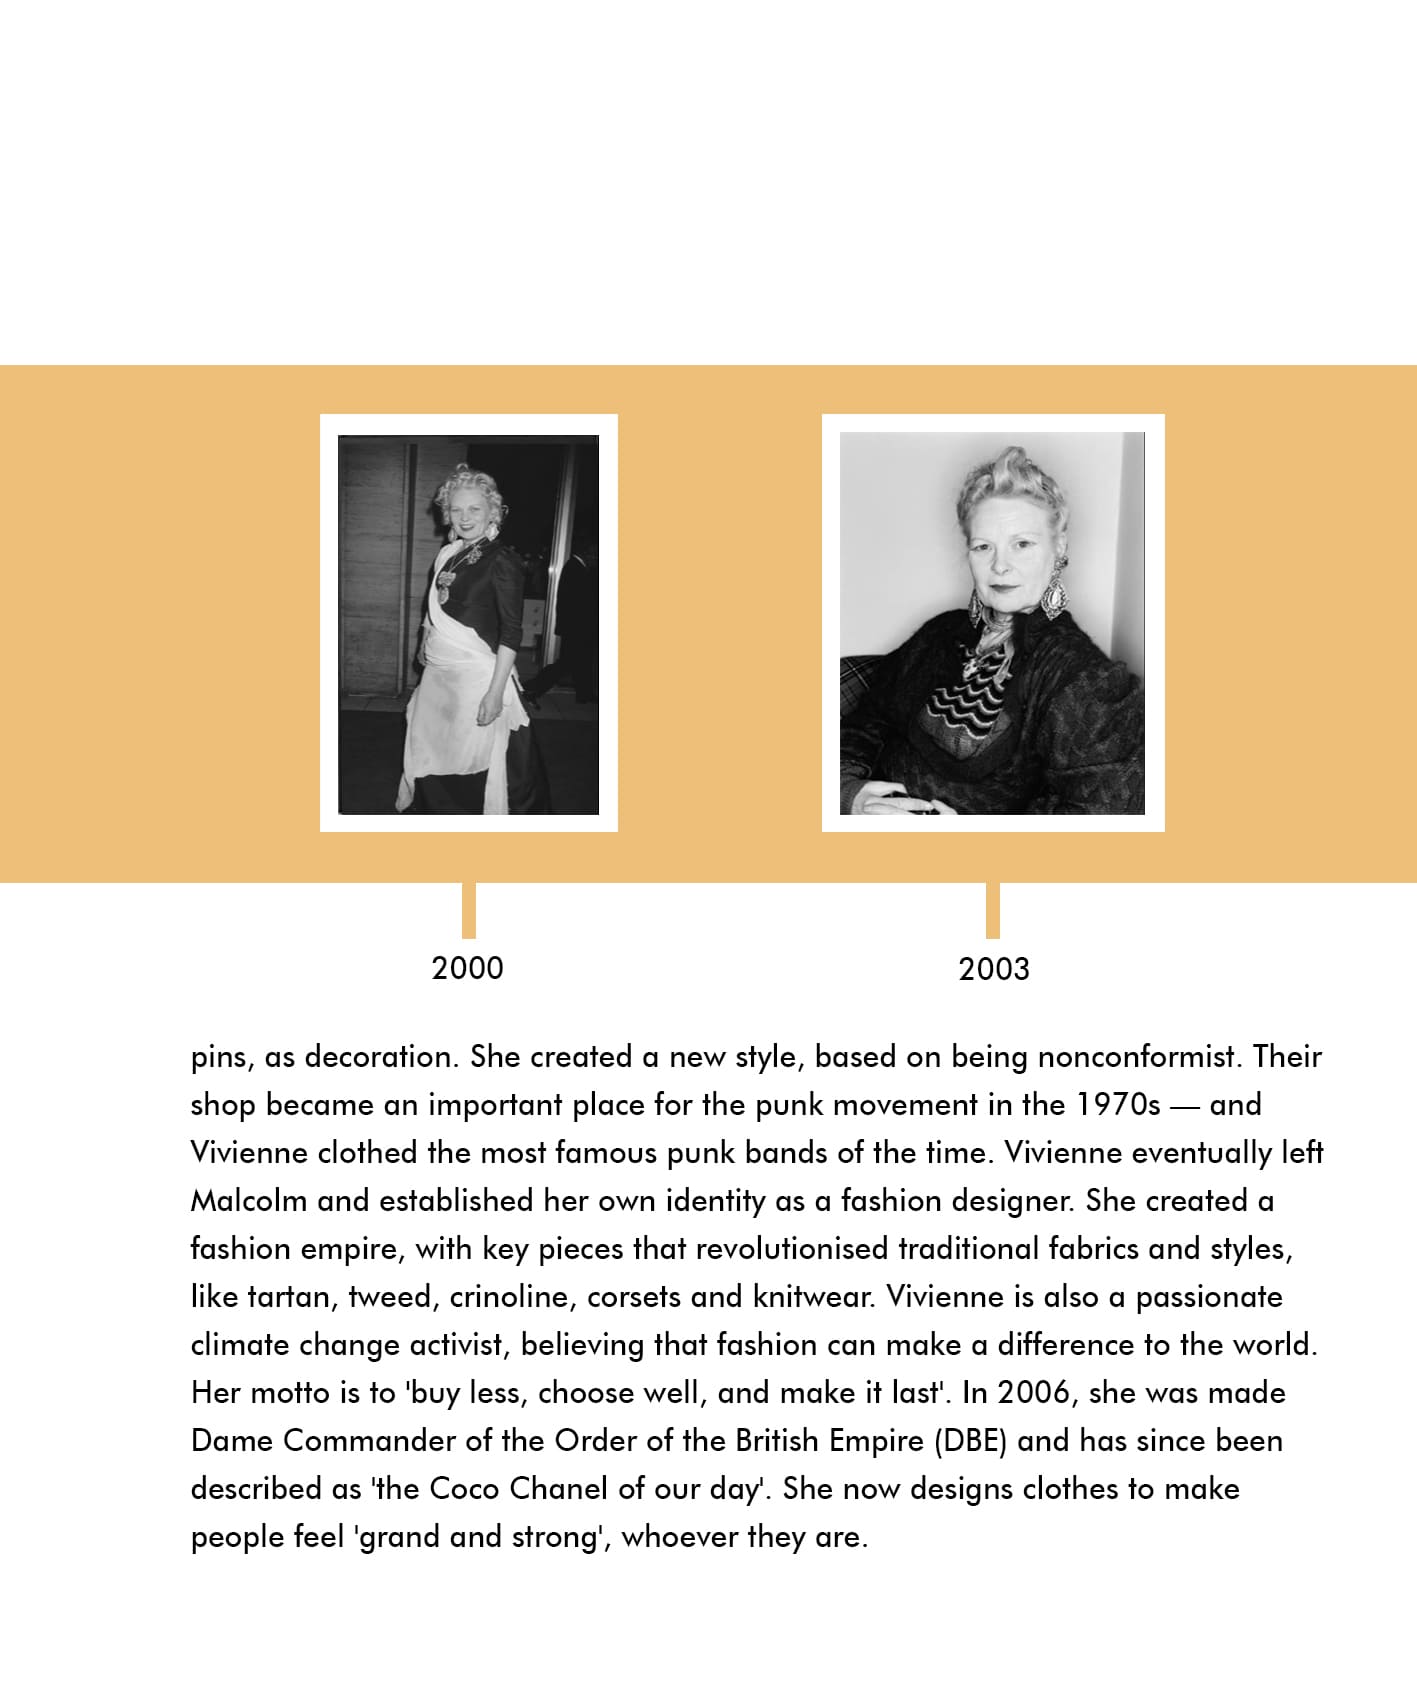 2000
2003
pins, as decoration. She created a new style, based on being nonconformist. Their
shop became an important place for the punk movement in the 1970s — and
Vivienne clothed the most famous punk bands of the time. Vivienne eventually left
Malcolm and established her own identity as a fashion designer. She created a
fashion empire, with key pieces that revolutionised traditional fabrics and styles,
like tartan, tweed, crinoline, corsets and knitwear. Vivienne is also a passionate
climate change activist, believing that fashion can make a difference to the world.
Her motto is to 'buy less, choose well, and make it last'. In 2006, she was made
Dame Commander of the Order of the British Empire (DBE) and has since been
described as 'the Coco Chanel of our day'. She now designs clothes to make
people feel 'grand and strong', whoever they are.